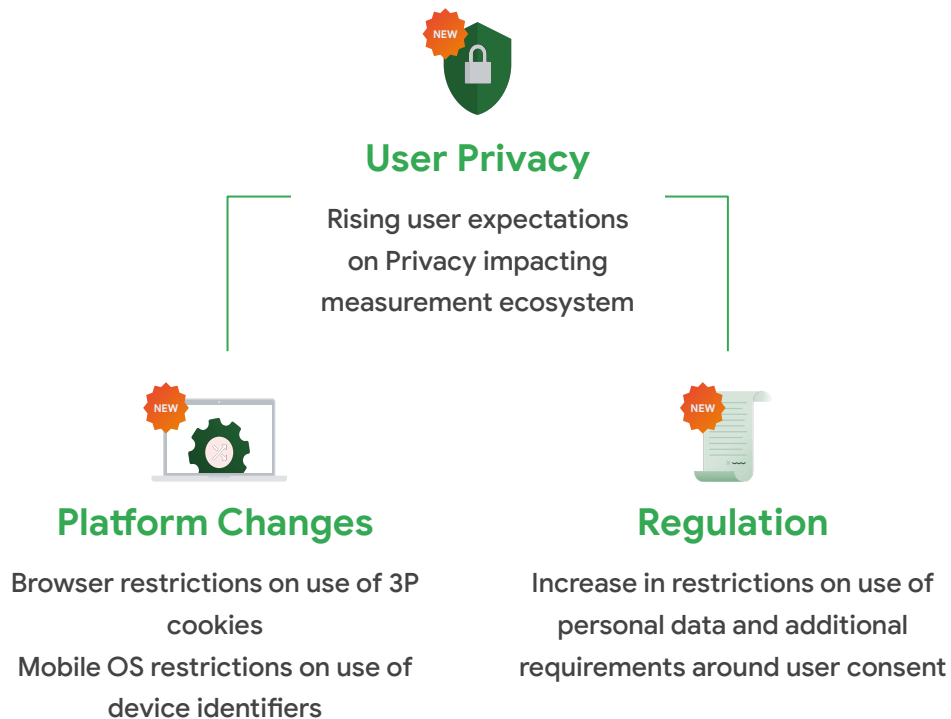 NEW
User Privacy
Rising user expectations
on Privacy impacting
measurement ecosystem
NEW
Platform Changes
Browser restrictions on use of 3P
cookies
Mobile OS restrictions on use of
device identifiers
NEW
Regulation
Increase in restrictions on use of
personal data and additional
requirements around user consent